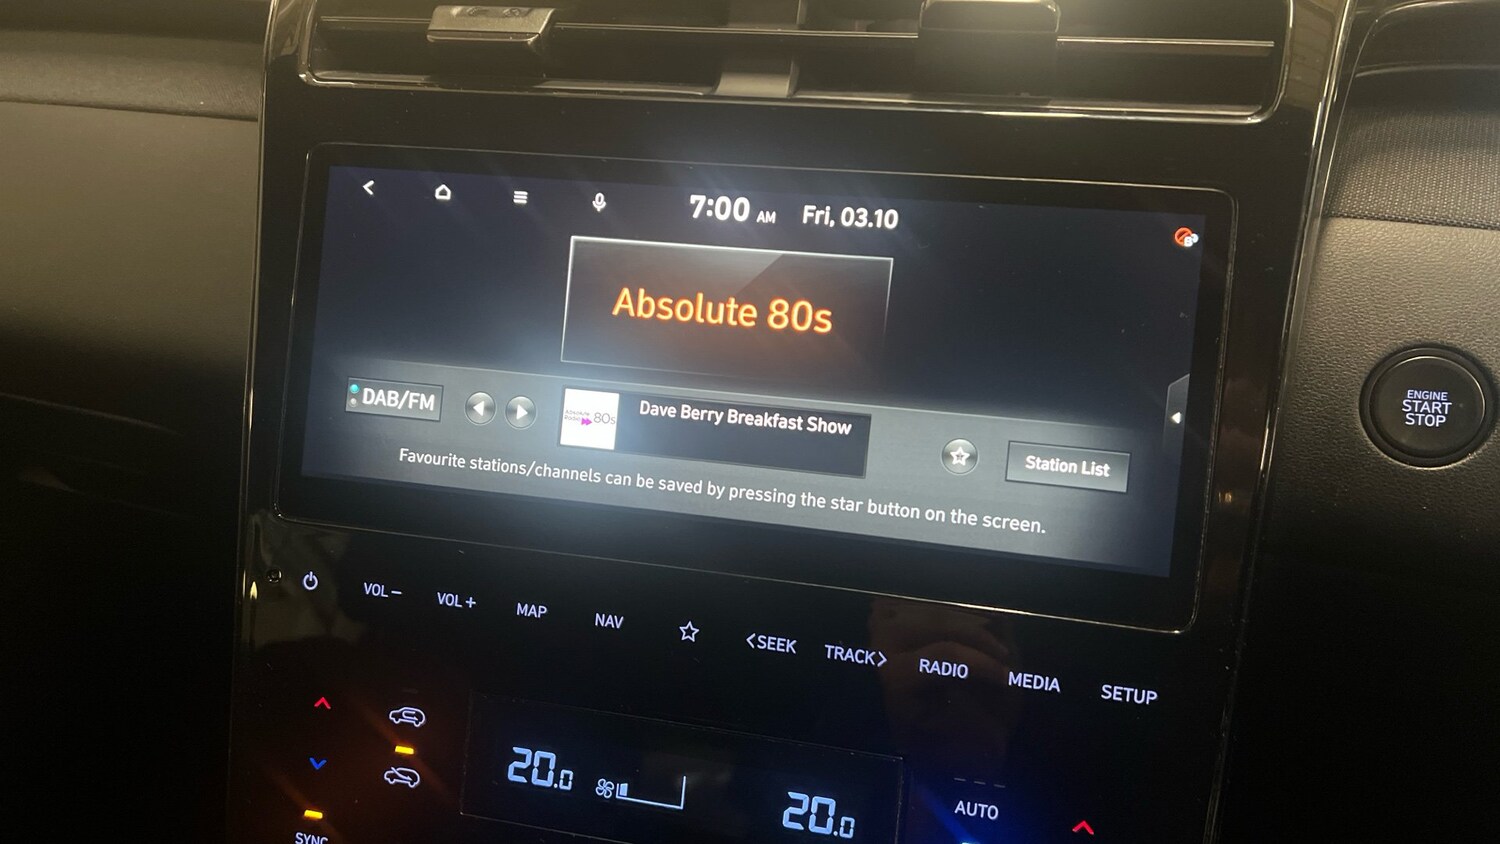 7:00 AM Fri, 03.10
Absolute 80s
DAB/FM
Absolute
Radio 80s
Dave Berry Breakfast Show
Station List
Favourite stations/channels can be saved by pressing the star button on the screen.
ENGINE
START
STOP
VOL− VOL+ MAP NAV <SEEK TRACK> RADIO MEDIA SETUP
20.0 20.0
AUTO
SYNC